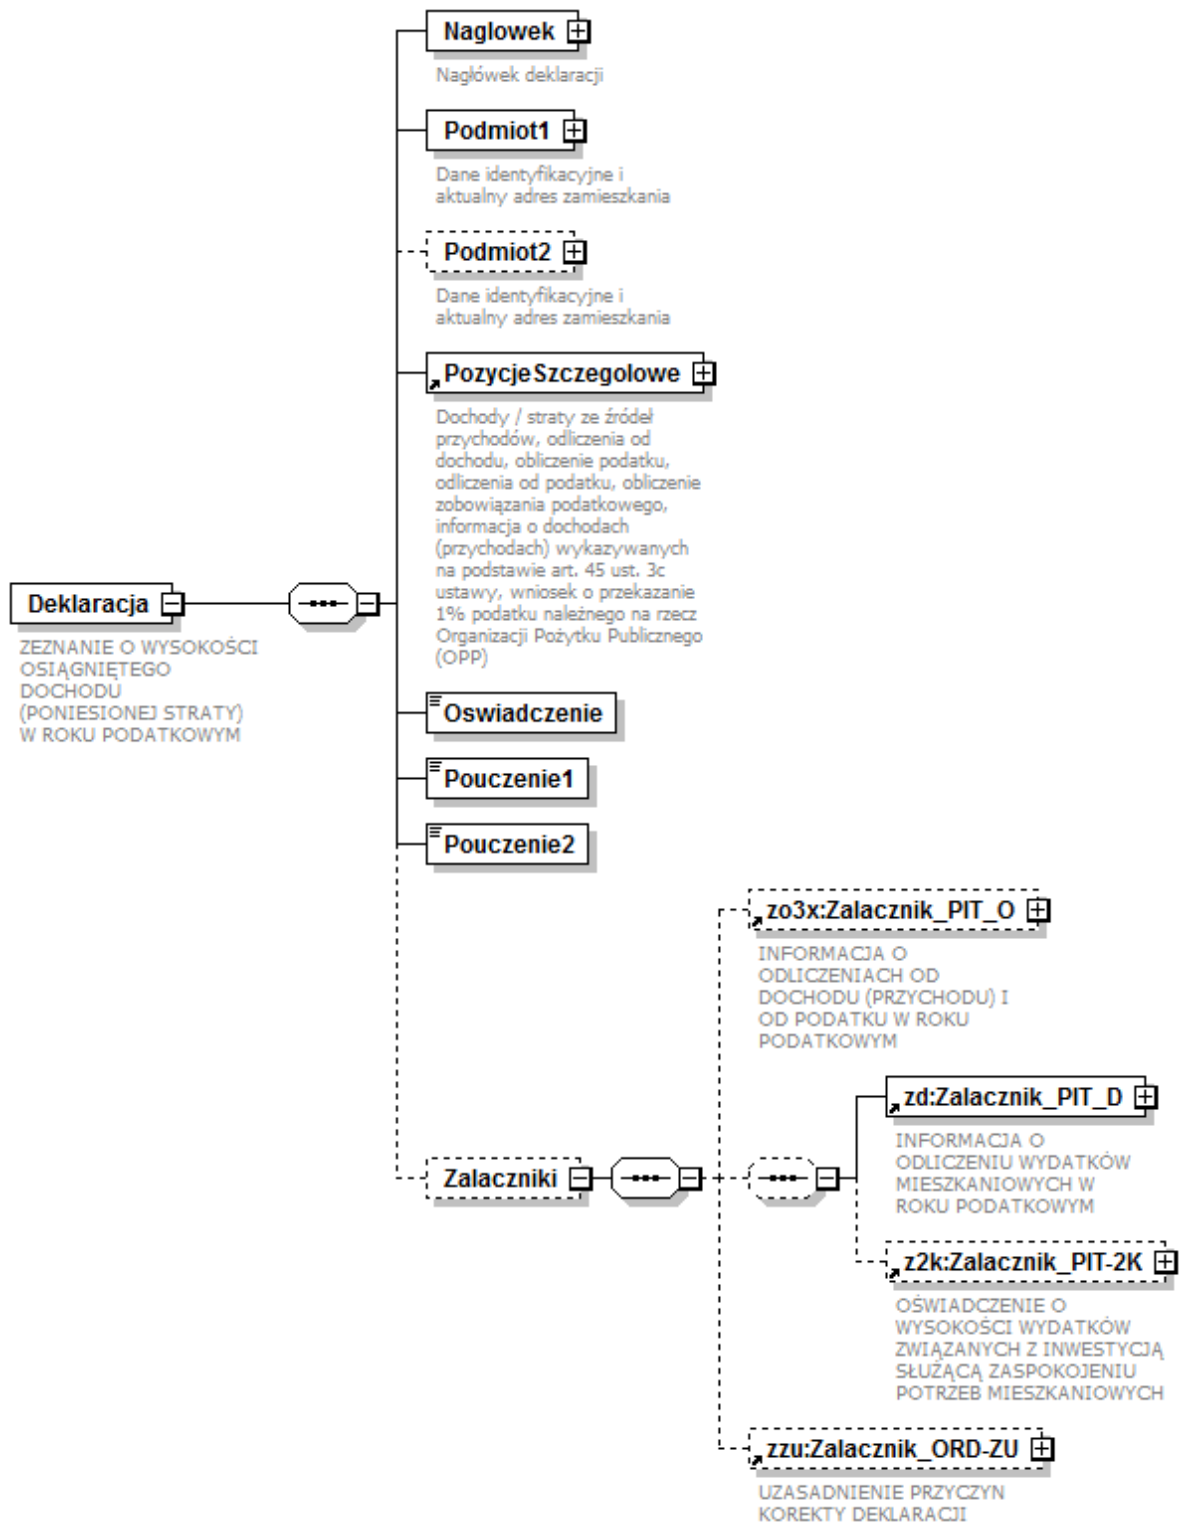 Naglowek
Nagłówek deklaracji
Podmiot1
Dane identyfikacyjne i
aktualny adres zamieszkania
Podmiot2
Dane identyfikacyjne i
aktualny adres zamieszkania
PozycjeSzczegolowe
Dochody / straty ze źródeł
przychodów, odliczenia od
dochodu, obliczenie podatku,
odliczenia od podatku, obliczenie
zobowiązania podatkowego,
informacja o dochodach
(przychodach) wykazywanych
na podstawie art. 45 ust. 3c
ustawy, wniosek o przekazanie
1% podatku należnego na rzecz
Organizacji Pożytku Publicznego
(OPP)
Deklaracja
ZEZNANIE O WYSOKOŚCI
OSIĄGNIĘTEGO
DOCHODU
(PONIESIONEJ STRATY)
W ROKU PODATKOWYM
Oswiadczenie
Pouczenie1
Pouczenie2
Zalaczniki
zo3x:Zalacznik_PIT_O
INFORMACJA O
ODLICZENIACH OD
DOCHODU (PRZYCHODU) I
OD PODATKU W ROKU
PODATKOWYM
zd:Zalacznik_PIT_D
INFORMACJA O
ODLICZENIU WYDATKÓW
MIESZKANIOWYCH W
ROKU PODATKOWYM
z2k:Zalacznik_PIT-2K
OŚWIADCZENIE O
WYSOKOŚCI WYDATKÓW
ZWIĄZANYCH Z INWESTYCJĄ
SŁUŻĄCĄ ZASPOKOJENIU
POTRZEB MIESZKANIOWYCH
zzu:Zalacznik_ORD-ZU
UZASADNIENIE PRZYCZYN
KOREKTY DEKLARACJI